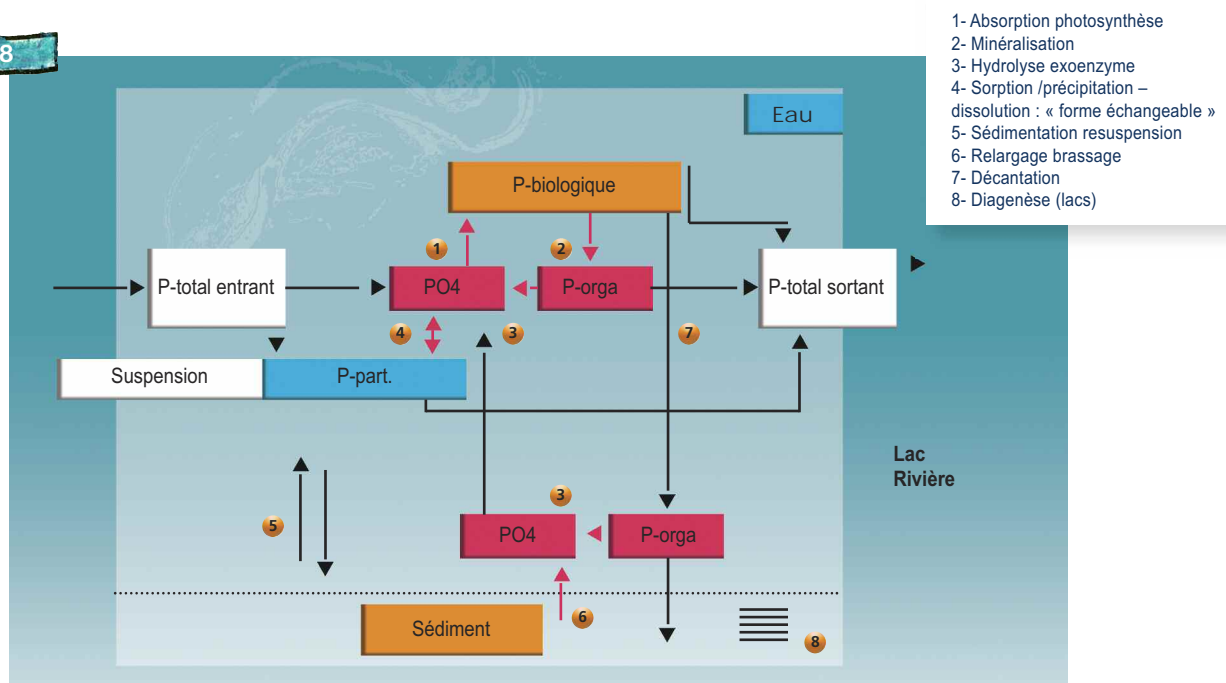 8
1- Absorption photosynthèse
2- Minéralisation
3- Hydrolyse exoenzyme
4- Sorption /précipitation –
dissolution : « forme échangeable »
5- Sédimentation resuspension
6- Relargage brassage
7- Décantation
8- Diagenèse (lacs)
Eau
P-biologique
1
2
P-total entrant
PO4
P-orga
P-total sortant
4
3
7
Suspension
P-part.
Lac
Rivière
3
5
PO4
P-orga
Sédiment
6
8